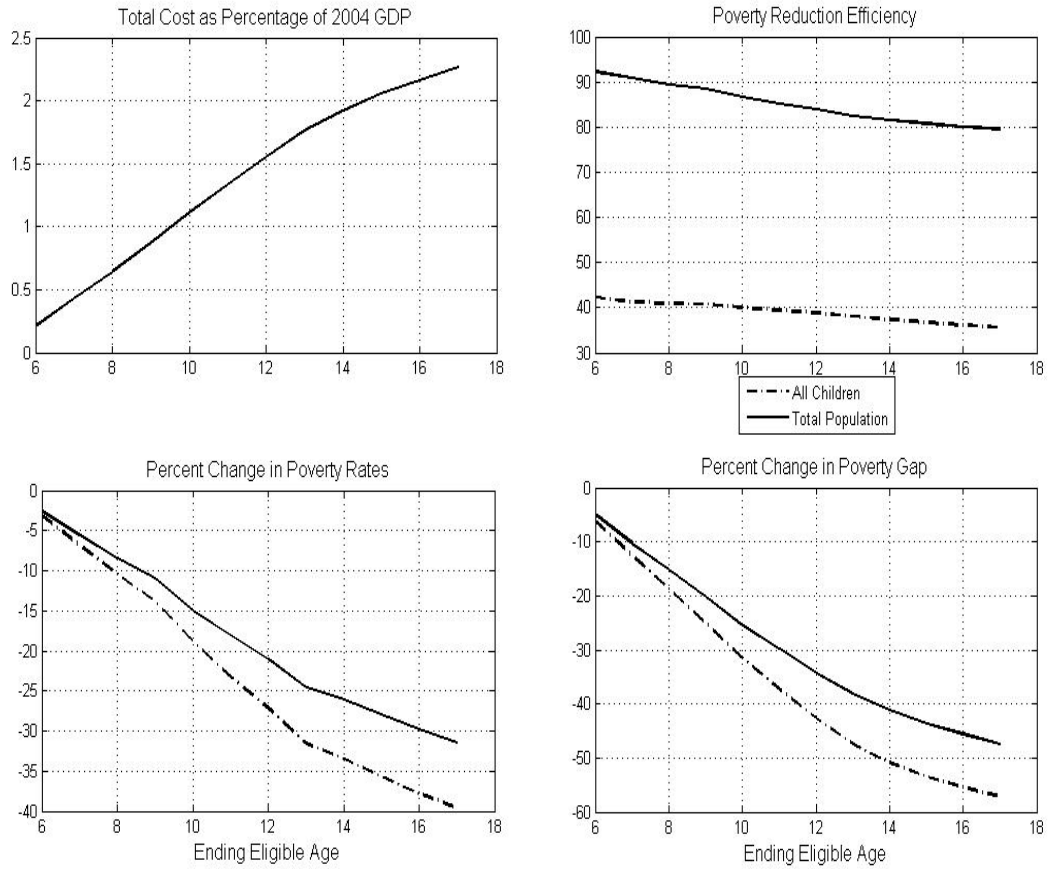 Total Cost as Percentage of 2004 GDP
2.5
2
1.5
1
0.5
0
6 8 10 12 14 16 18
Poverty Reduction Efficiency
100
90
80
70
60
50
40
30
6 8 10 12 14 16 18
All Children
Total Population
Percent Change in Poverty Rates
0
-5
-10
-15
-20
-25
-30
-35
-40
6 8 10 12 14 16 18
Ending Eligible Age
Percent Change in Poverty Gap
0
-10
-20
-30
-40
-50
-60
6 8 10 12 14 16 18
Ending Eligible Age